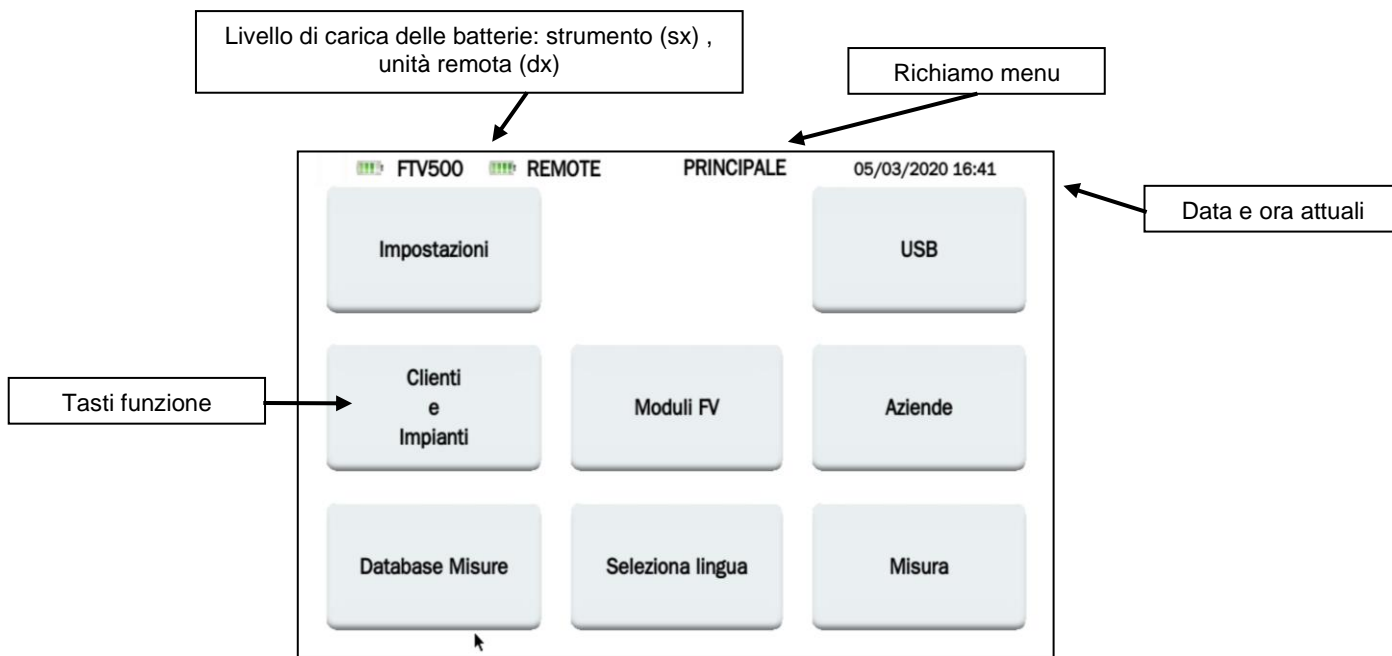 Livello di carica delle batterie: strumento (sx) ,
unità remota (dx)
Richiamo menu
FTV500 REMOTE PRINCIPALE 05/03/2020 16:41
Data e ora attuali
Impostazioni
USB
Tasti funzione
Clienti
e
Impianti
Moduli FV
Aziende
Database Misure
Seleziona lingua
Misura